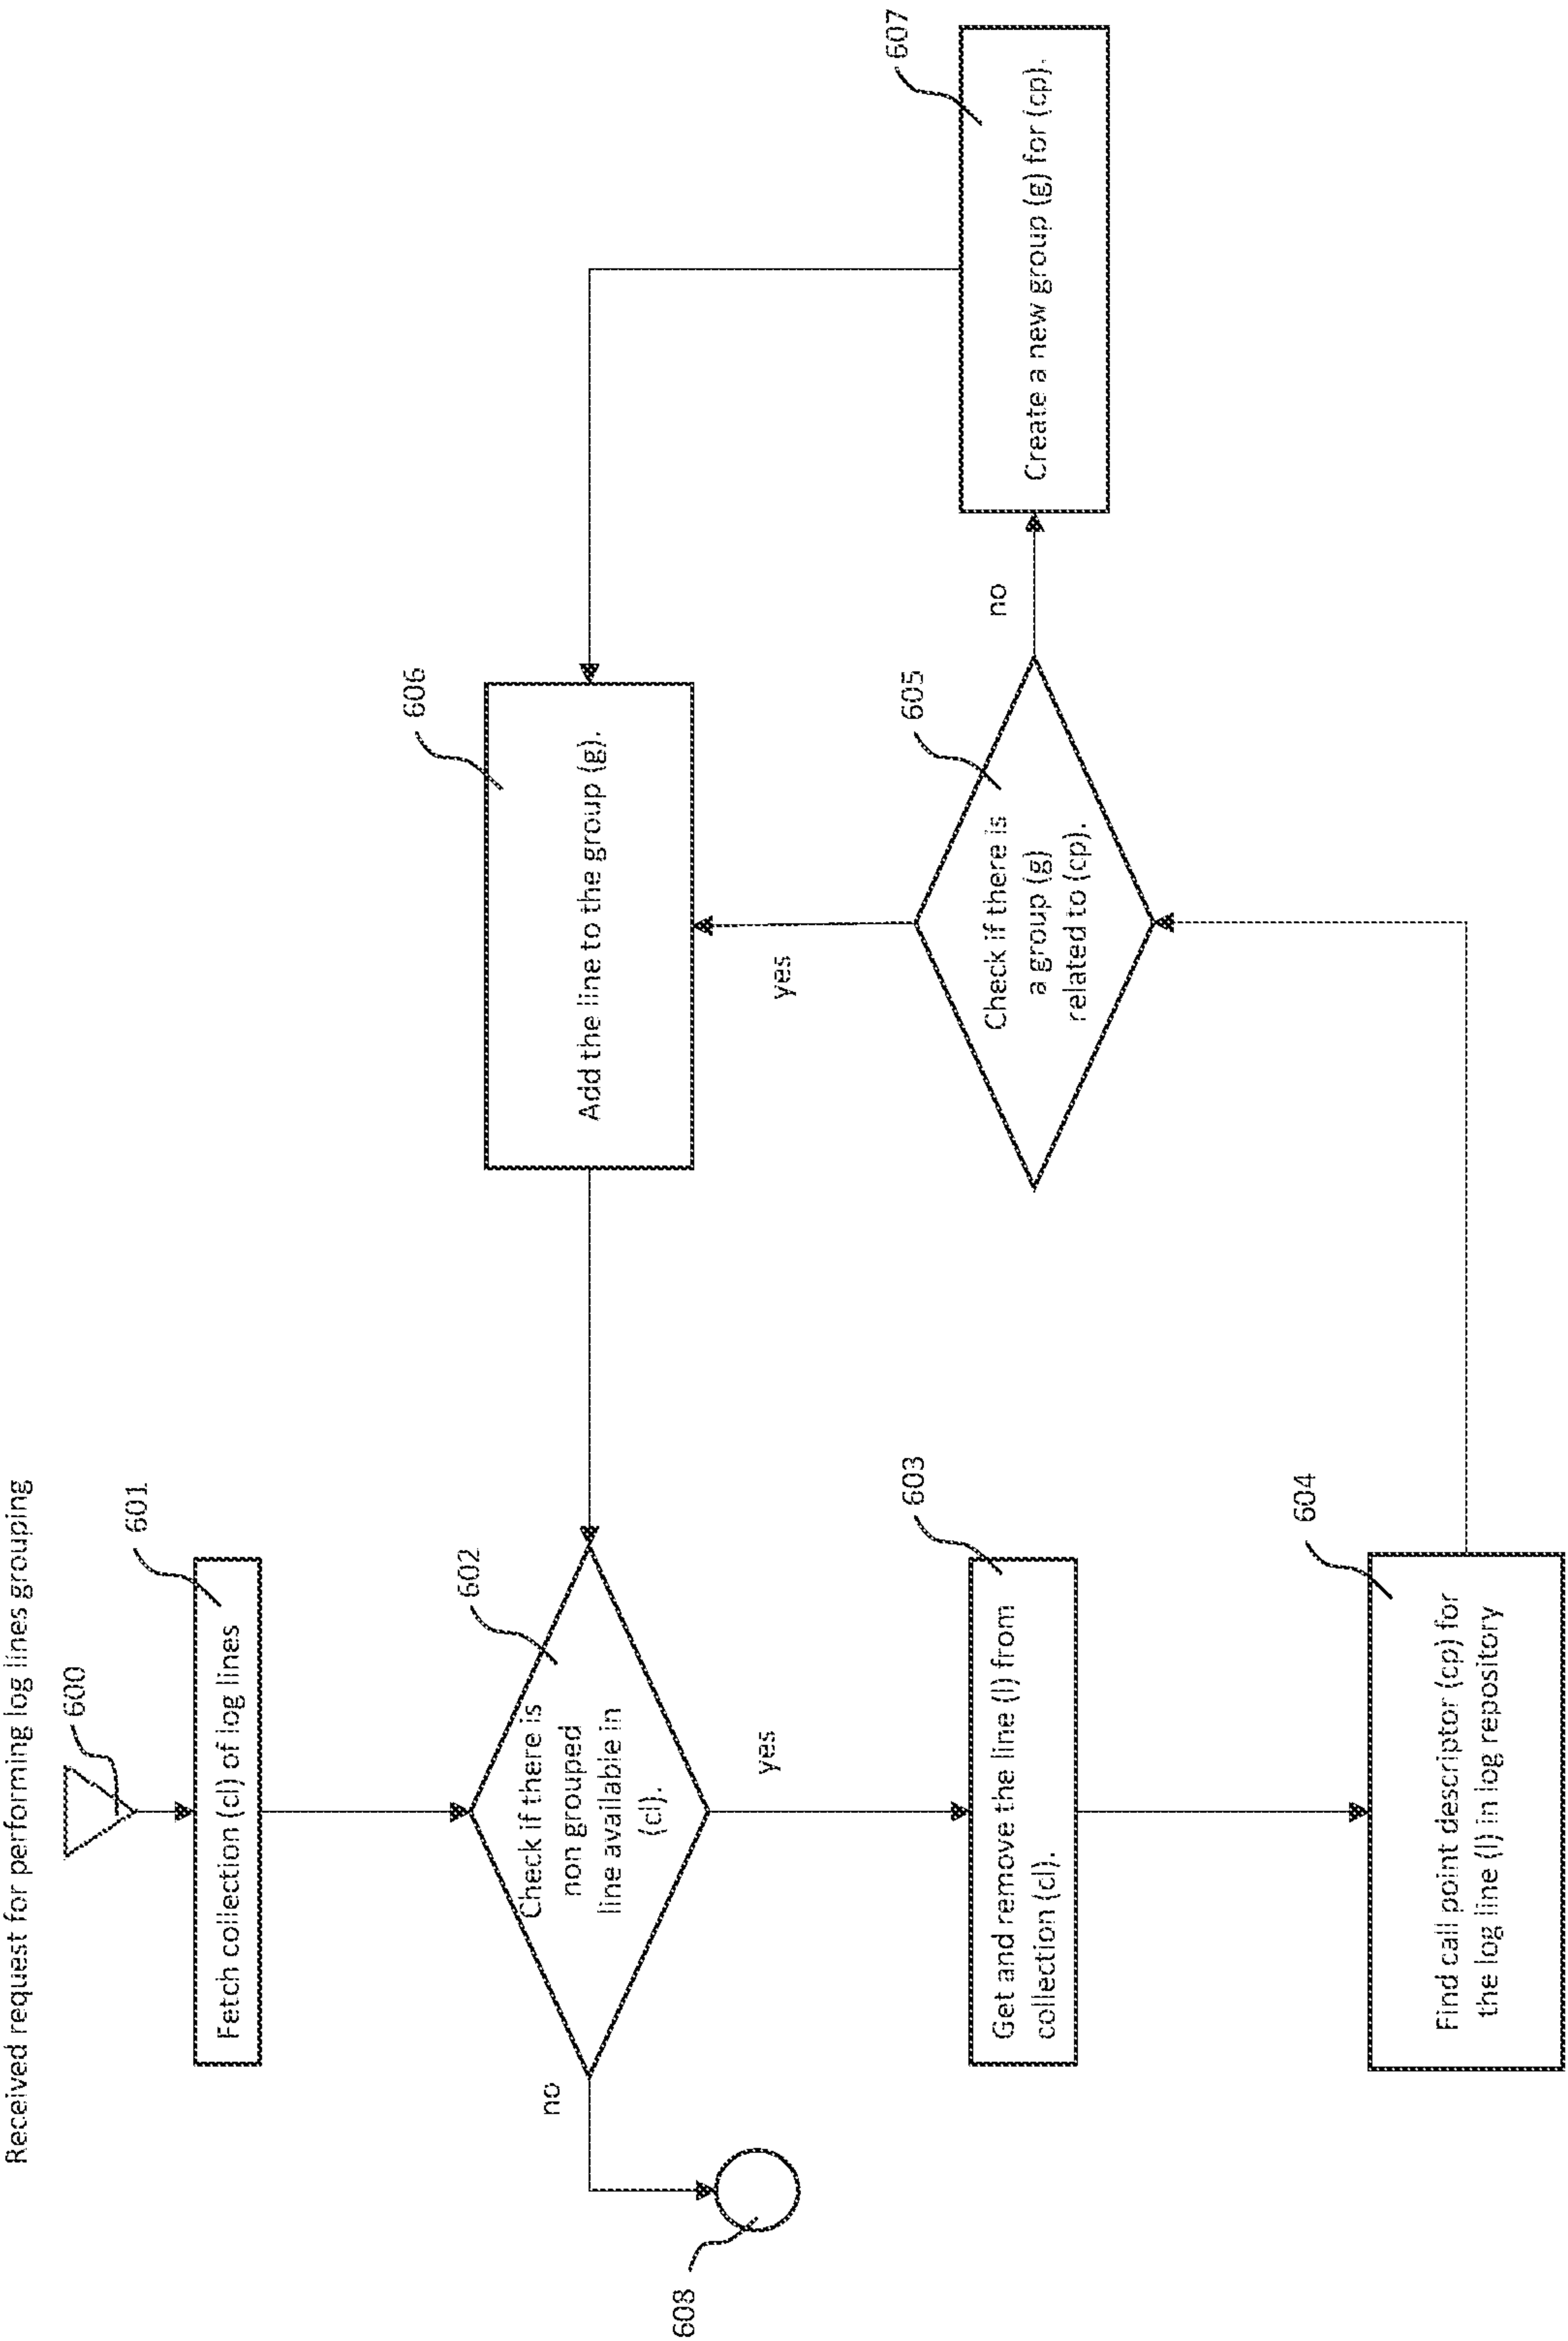 Received request for performing log lines grouping
600
601
Fetch collection (cl) of log lines
602
Check if there is
non grouped
line available in
(cl).
no
608
yes
603
Get and remove the line (l) from
collection (cl).
604
Find call point descriptor (cp) for
the log line (l) in log repository
605
Check if there is
a group (g)
related to (cp).
yes
606
Add the line to the group (g).
no
607
Create a new group (g) for (cp).